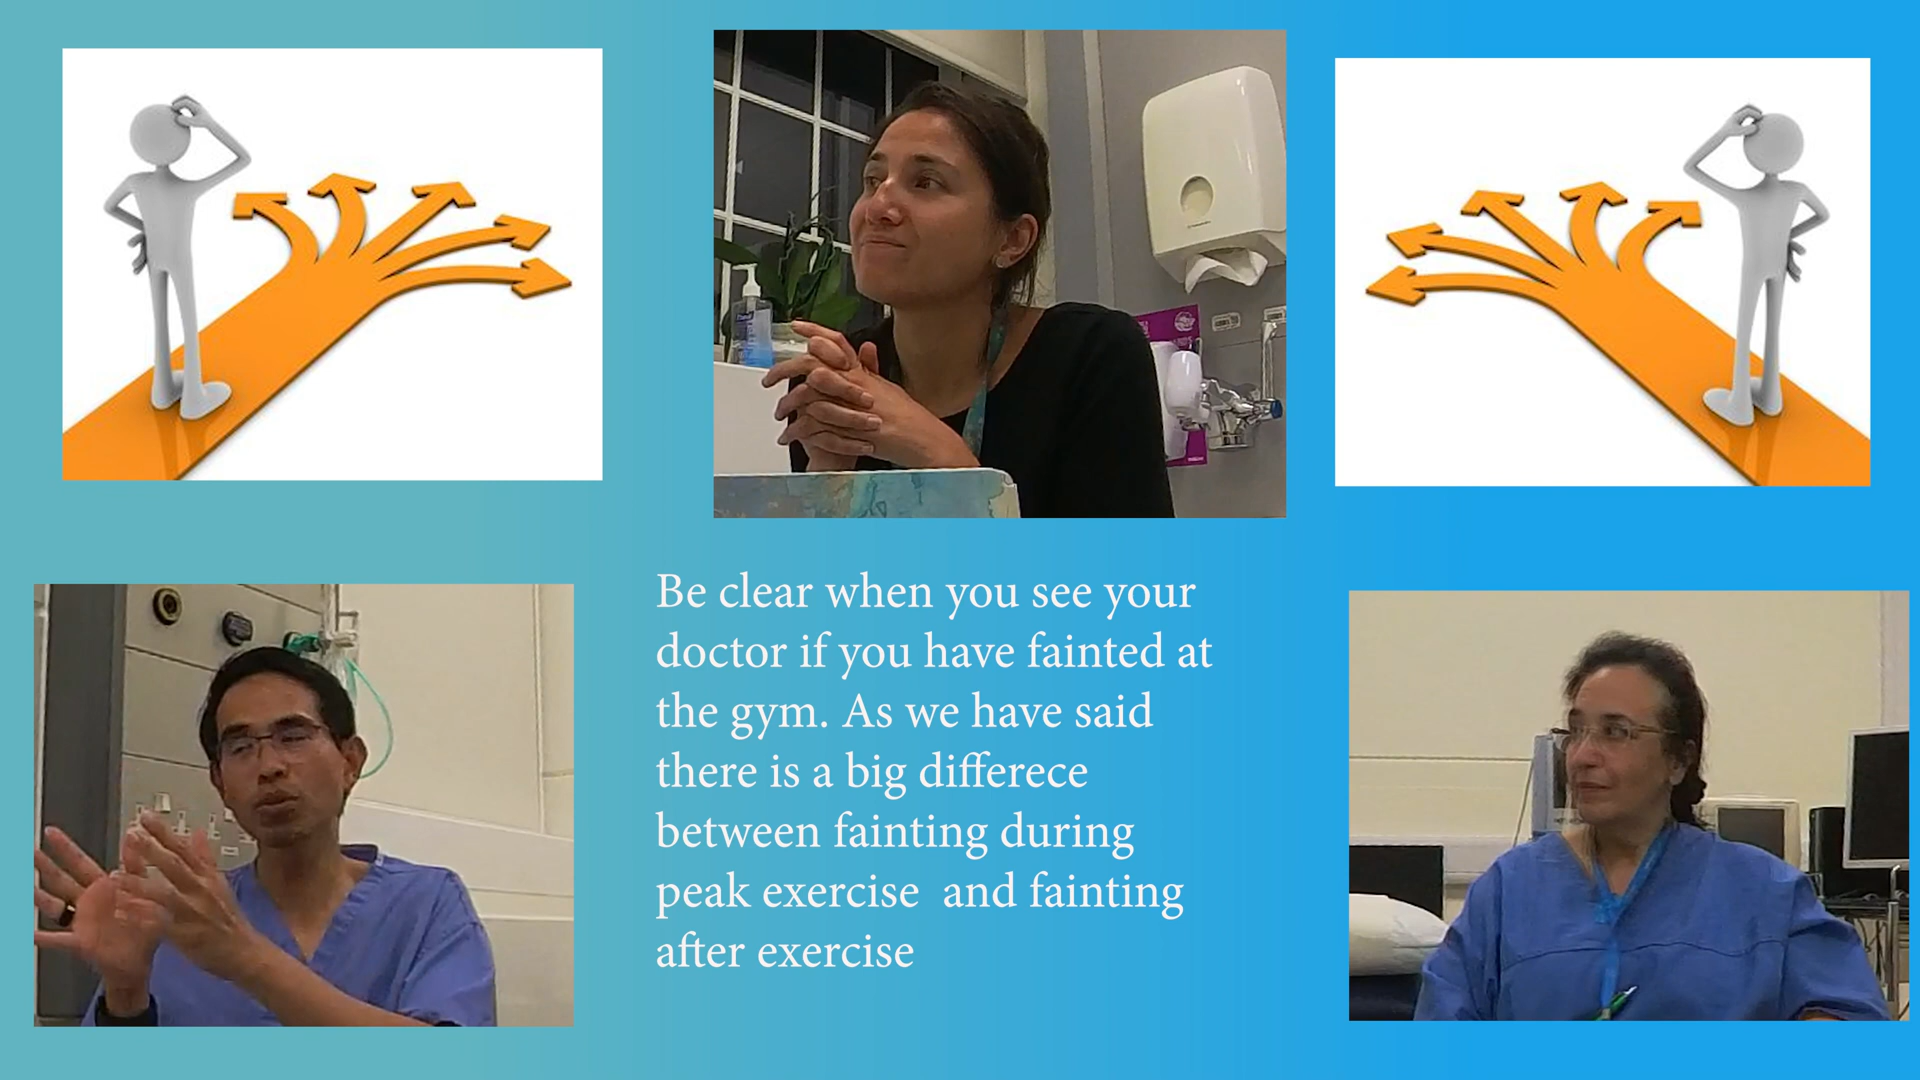 Be clear when you see your
doctor if you have fainted at
the gym. As we have said
there is a big differece
between fainting during
peak exercise  and fainting
after exercise